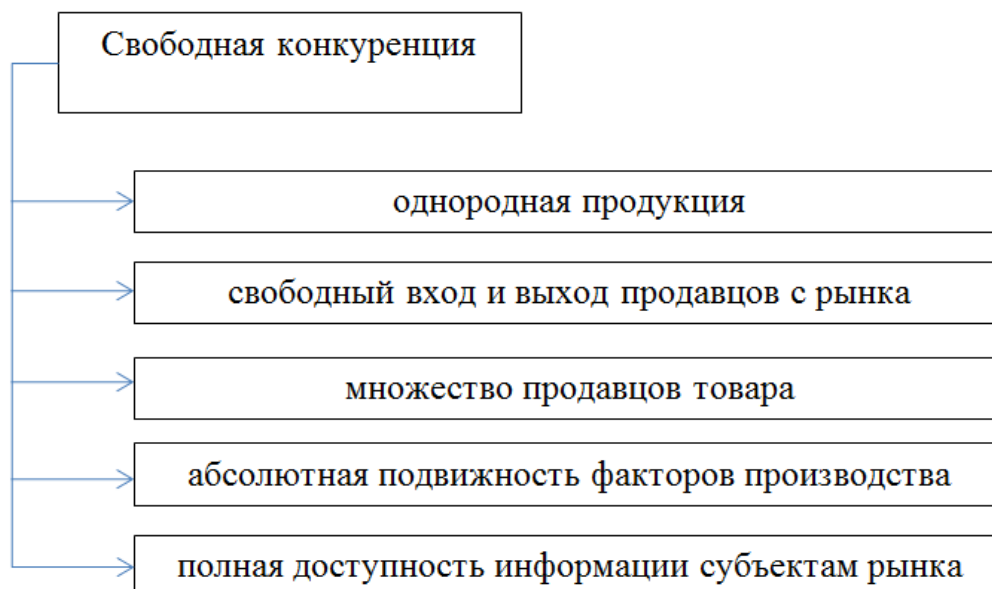 Свободная конкуренция
однородная продукция
свободный вход и выход продавцов с рынка
множество продавцов товара
абсолютная подвижность факторов производства
полная доступность информации субъектам рынка